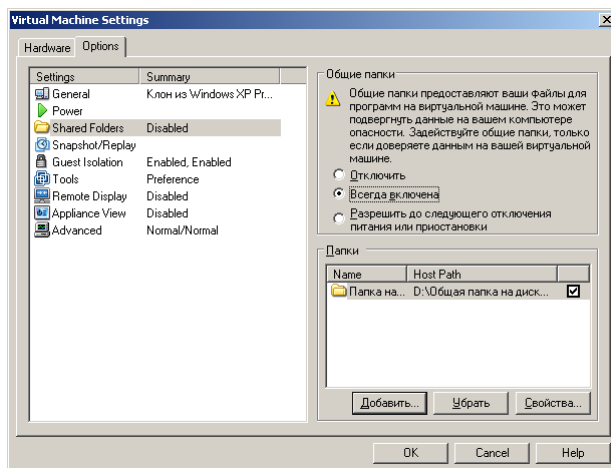 Virtual Machine Settings
Hardware Options
Settings Summary
General Клон из Windows XP Pr...
Power
Shared Folders Disabled
Snapshot/Replay
Guest Isolation Enabled, Enabled
Tools Preference
Remote Display Disabled
Appliance View Disabled
Advanced Normal/Normal
Общие папки
Общие папки предоставляют ваши файлы для
программ на виртуальной машине. Это может
подвергнуть данные на вашем компьютере
опасности. Задействуйте общие папки, только
если доверяете данным на вашей виртуальной
машине.
Отключить
Всегда включена
Разрешить до следующего отключения
питания или приостановки
Папки
Name Host Path
Папка на... D:\Общая папка на диск...
Добавить... Убрать Свойства...
OK Cancel Help